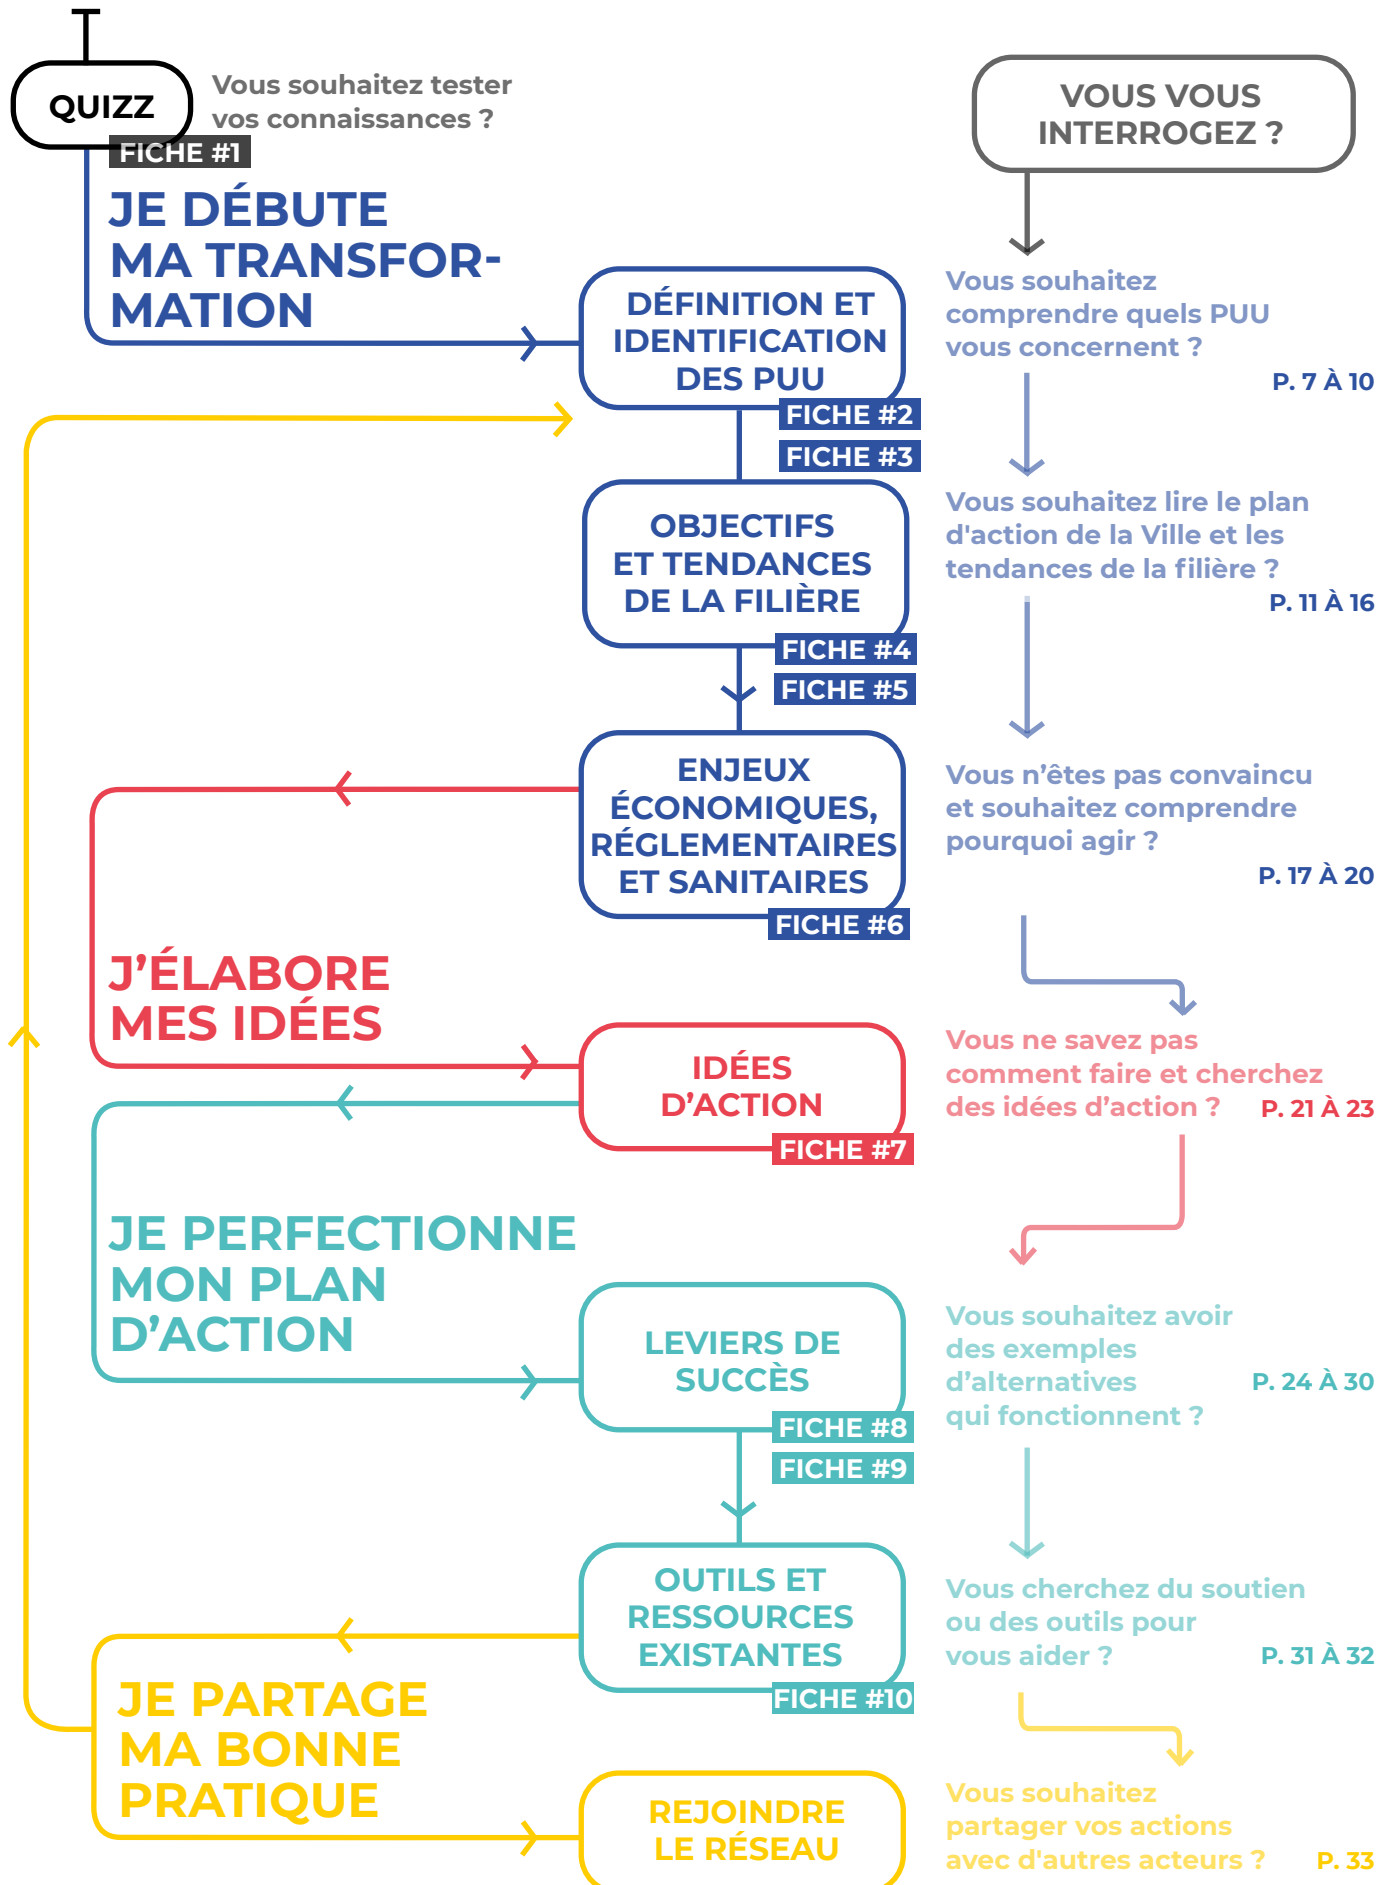 QUIZZ
Vous souhaitez tester
vos connaissances ?
FICHE #1
VOUS VOUS
INTERROGEZ ?
JE DÉBUTE
MA TRANSFOR-
MATION
DÉFINITION ET
IDENTIFICATION
DES PUU
FICHE #2
FICHE #3
Vous souhaitez
comprendre quels PUU
vous concernent ?
P. 7 À 10
OBJECTIFS
ET TENDANCES
DE LA FILIÈRE
FICHE #4
FICHE #5
Vous souhaitez lire le plan
d'action de la Ville et les
tendances de la filière ?
P. 11 À 16
ENJEUX
ÉCONOMIQUES,
RÉGLEMENTAIRES
ET SANITAIRES
FICHE #6
Vous n’êtes pas convaincu
et souhaitez comprendre
pourquoi agir ?
P. 17 À 20
J’ÉLABORE
MES IDÉES
IDÉES
D’ACTION
FICHE #7
Vous ne savez pas
comment faire et cherchez
des idées d’action ?
P. 21 À 23
JE PERFECTIONNE
MON PLAN
D’ACTION
LEVIERS DE
SUCCÈS
FICHE #8
FICHE #9
Vous souhaitez avoir
des exemples
d’alternatives
qui fonctionnent ?
P. 24 À 30
OUTILS ET
RESSOURCES
EXISTANTES
FICHE #10
Vous cherchez du soutien
ou des outils pour
vous aider ?
P. 31 À 32
JE PARTAGE
MA BONNE
PRATIQUE
REJOINDRE
LE RÉSEAU
Vous souhaitez
partager vos actions
avec d'autres acteurs ?
P. 33